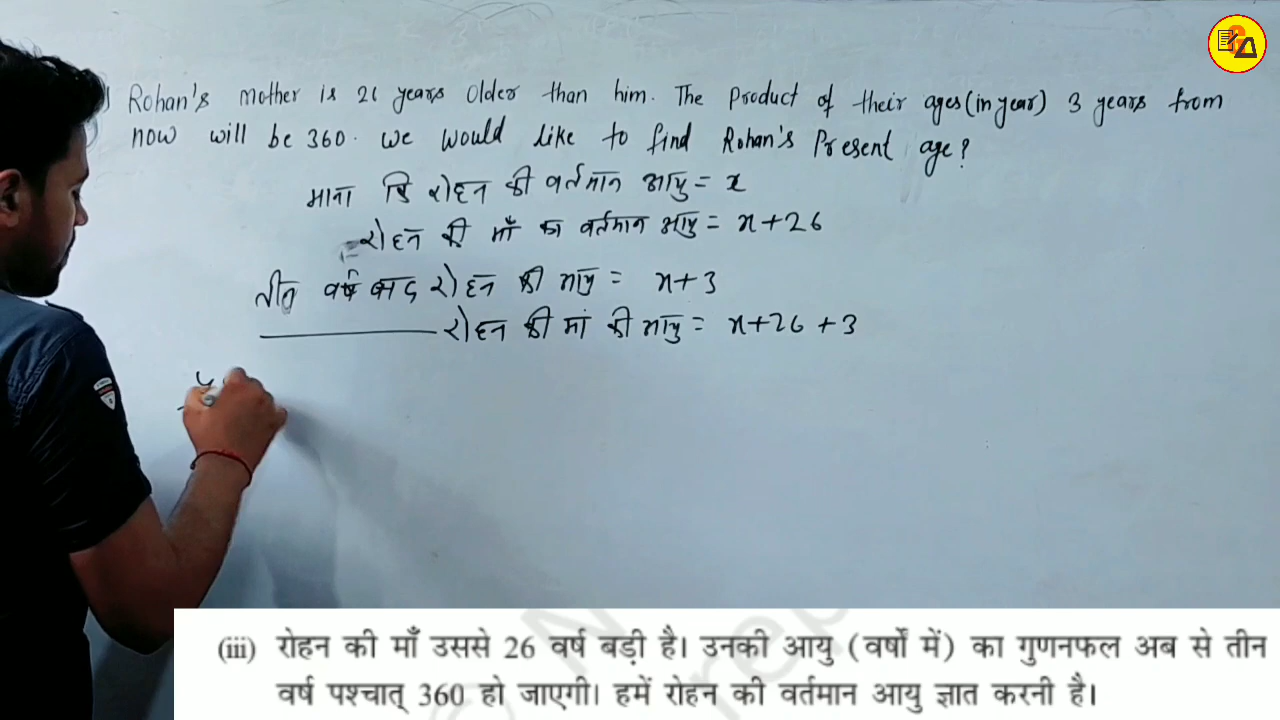 Rohan's mother is 26 years older than him. The Product of their ages (in year) 3 years from
now will be 360. we would like to find Rohan's Present age?
माना कि रोहन की वर्तमान आयु = x
रोहन की माँ का वर्तमान आयु = x+26
तीन वर्ष बाद रोहन की आयु = x+3
रोहन की मां की आयु = x+26 +3
(iii) रोहन की माँ उससे 26 वर्ष बड़ी है। उनकी आयु (वर्षों में) का गुणनफल अब से तीन
वर्ष पश्चात् 360 हो जाएगी। हमें रोहन की वर्तमान आयु ज्ञात करनी है।